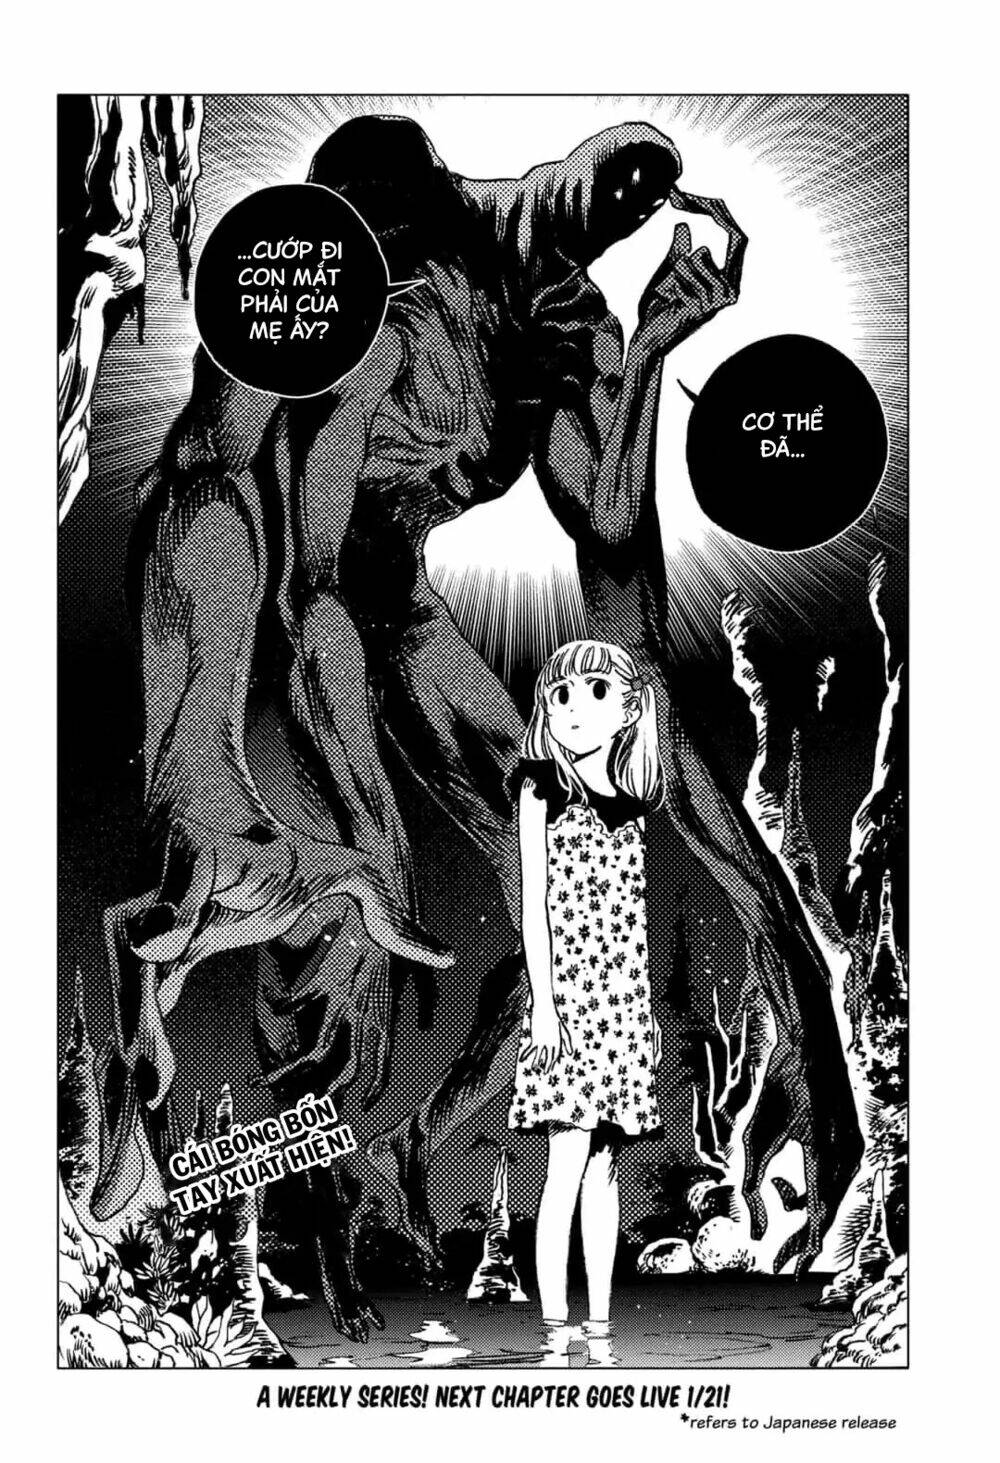 CƠ THỂ
ĐÃ...
...CƯỚP ĐI
CON MẮT
PHẢI CỦA
MẸ ẤY?
CÁI BÓNG BỐN
TAY XUẤT HIỆN!
A WEEKLY SERIES! NEXT CHAPTER GOES LIVE 1/21!
*refers to Japanese release